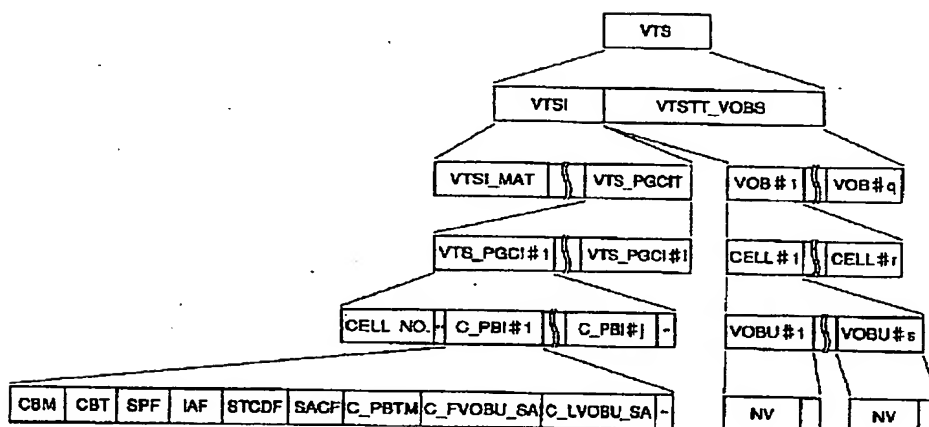 VTS
VTSI VTSTT_VOBS
VTSI_MAT VTS_PGCIT VOB#1 VOB#q
VTS_PGCI#1 VTS_PGCI#l CELL#1 CELL#r
CELL NO. -- C_PBI#1 C_PBI#j -- VOBU#1 VOBU#s
CBM CBT SPF IAF STCDF SACF C_PBTM C_FVOBU_SA C_LVOBU_SA -- NV NV